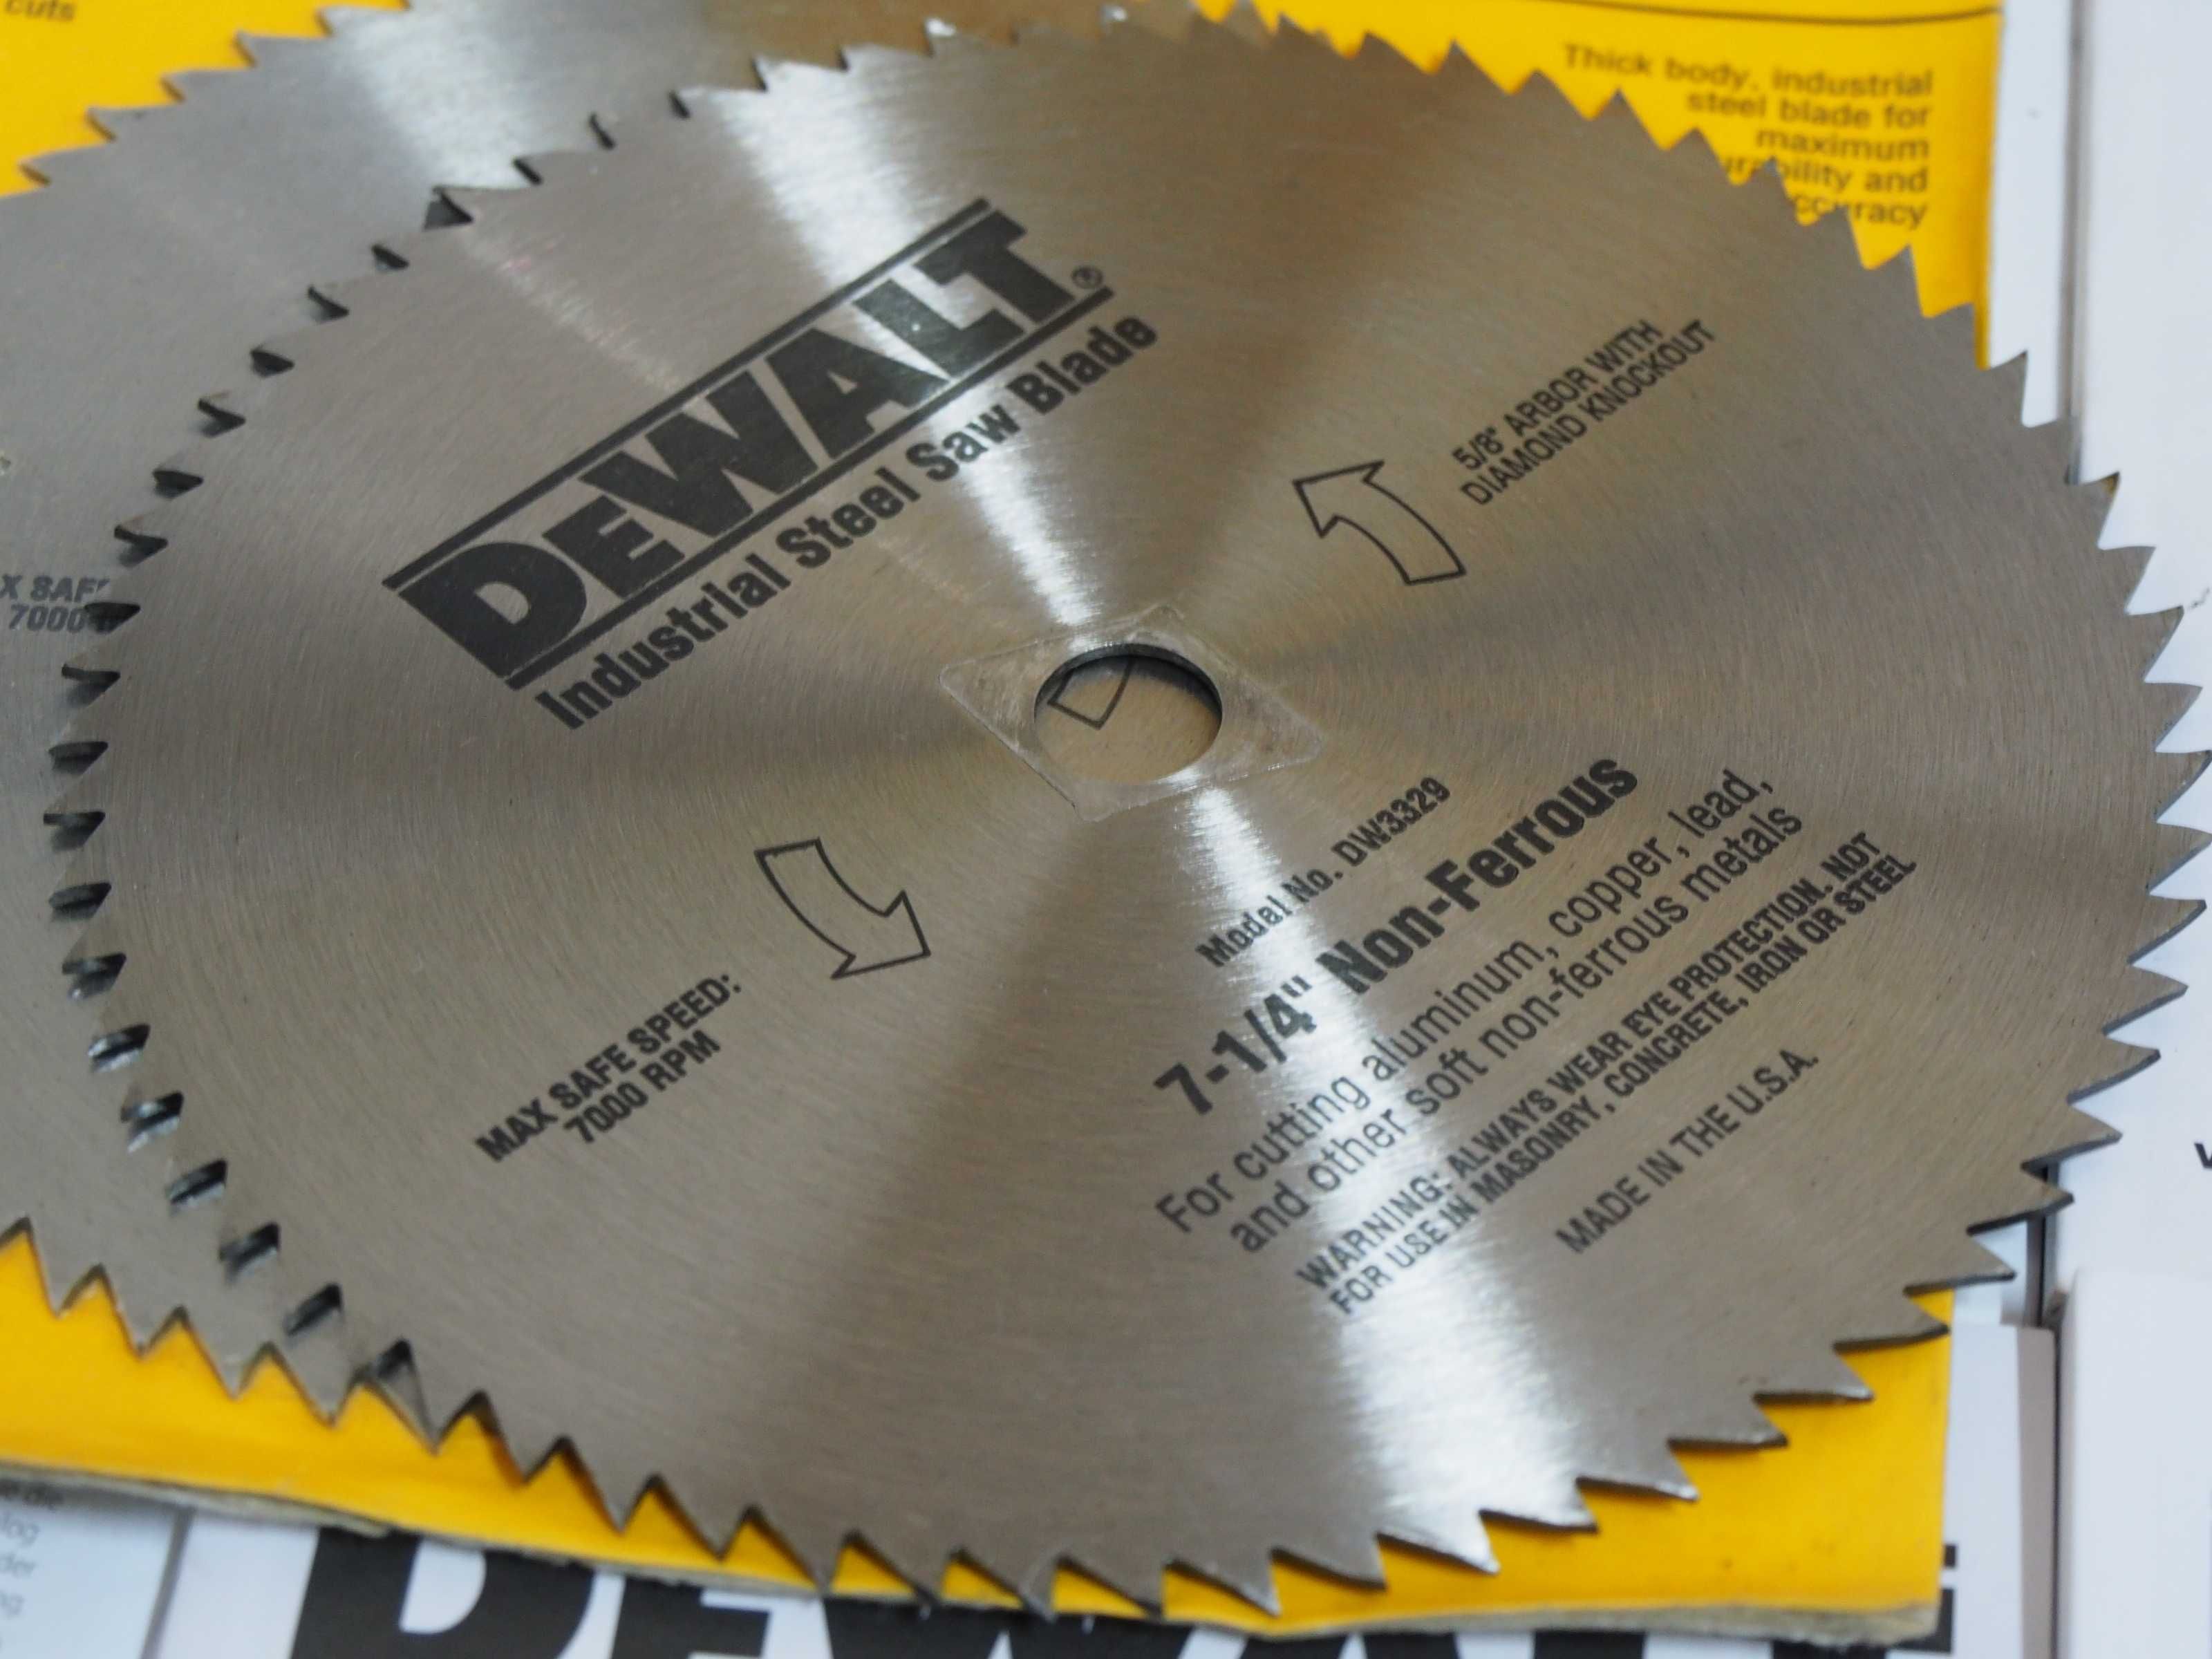 cuts
Thick body, industrial
steel blade for
maximum
and
DEWALT®
Industrial Steel Saw Blade
5/8" ARBOR WITH
DIAMOND KNOCKOUT
7000
MAX SAFE SPEED:
7000 RPM
Model No. DW3329
7-1/4" Non-Ferrous
For cutting aluminum, copper, lead,
and other soft non-ferrous metals
WARNING: ALWAYS WEAR EYE PROTECTION. NOT
FOR USE IN MASONRY, CONCRETE, IRON OR STEEL
MADE IN THE U.S.A.